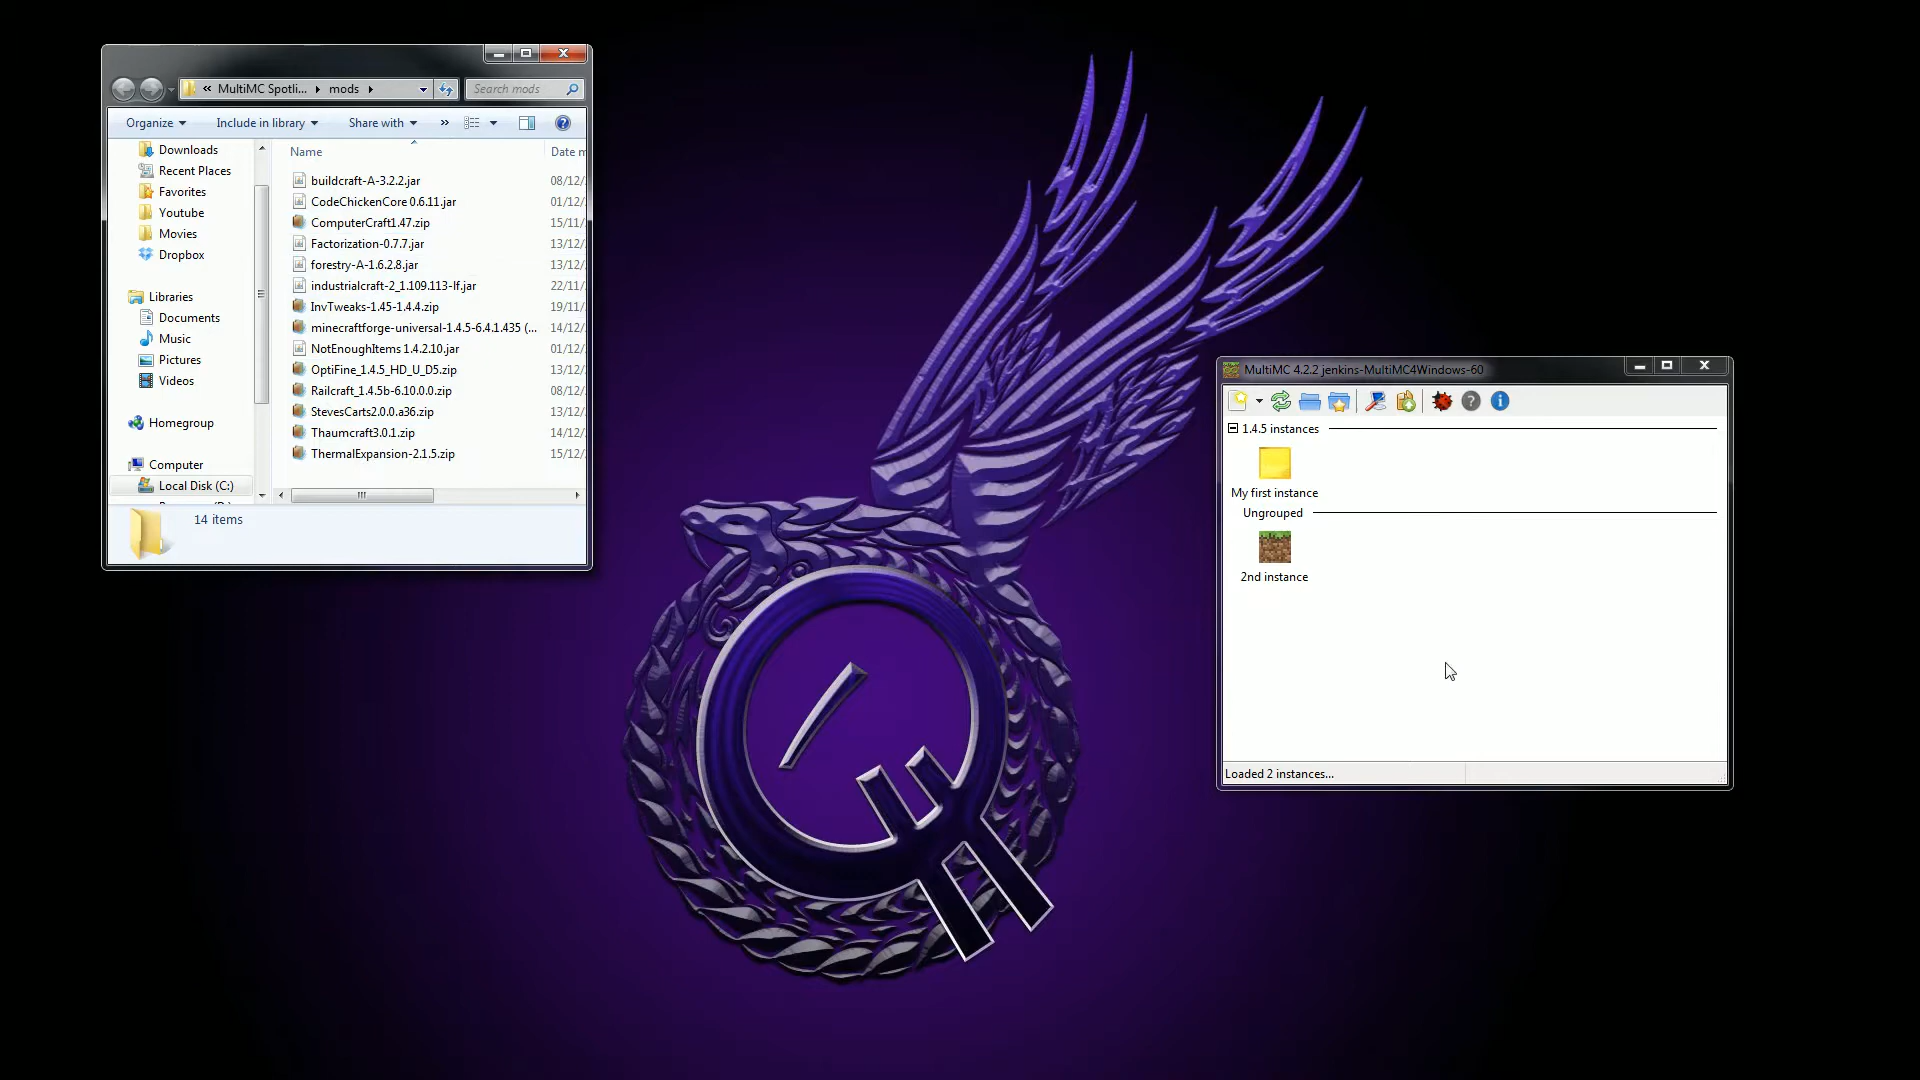 « MultiMC Spotli... ▸ mods ▸
Search mods
Organize
Include in library
Share with
»
Downloads
Recent Places
Favorites
Youtube
Movies
Dropbox
Libraries
Documents
Music
Pictures
Videos
Homegroup
Computer
Local Disk (C:)
Name
Date m
buildcraft-A-3.2.2.jar 08/12/
CodeChickenCore 0.6.11.jar 01/12/
ComputerCraft1.47.zip 15/11/
Factorization-0.7.7.jar 13/12/
forestry-A-1.6.2.8.jar 13/12/
industrialcraft-2_1.109.113-lf.jar 22/11/
InvTweaks-1.45-1.4.4.zip 19/11/
minecraftforge-universal-1.4.5-6.4.1.435 (... 14/12/
NotEnoughItems 1.4.2.10.jar 01/12/
OptiFine_1.4.5_HD_U_D5.zip 13/12/
Railcraft_1.4.5b-6.10.0.0.zip 08/12/
StevesCarts2.0.0.a36.zip 13/12/
Thaumcraft3.0.1.zip 14/12/
ThermalExpansion-2.1.5.zip 15/12/
14 items
MultiMC 4.2.2 jenkins-MultiMC4Windows-60
1.4.5 instances
My first instance
Ungrouped
2nd instance
Loaded 2 instances...